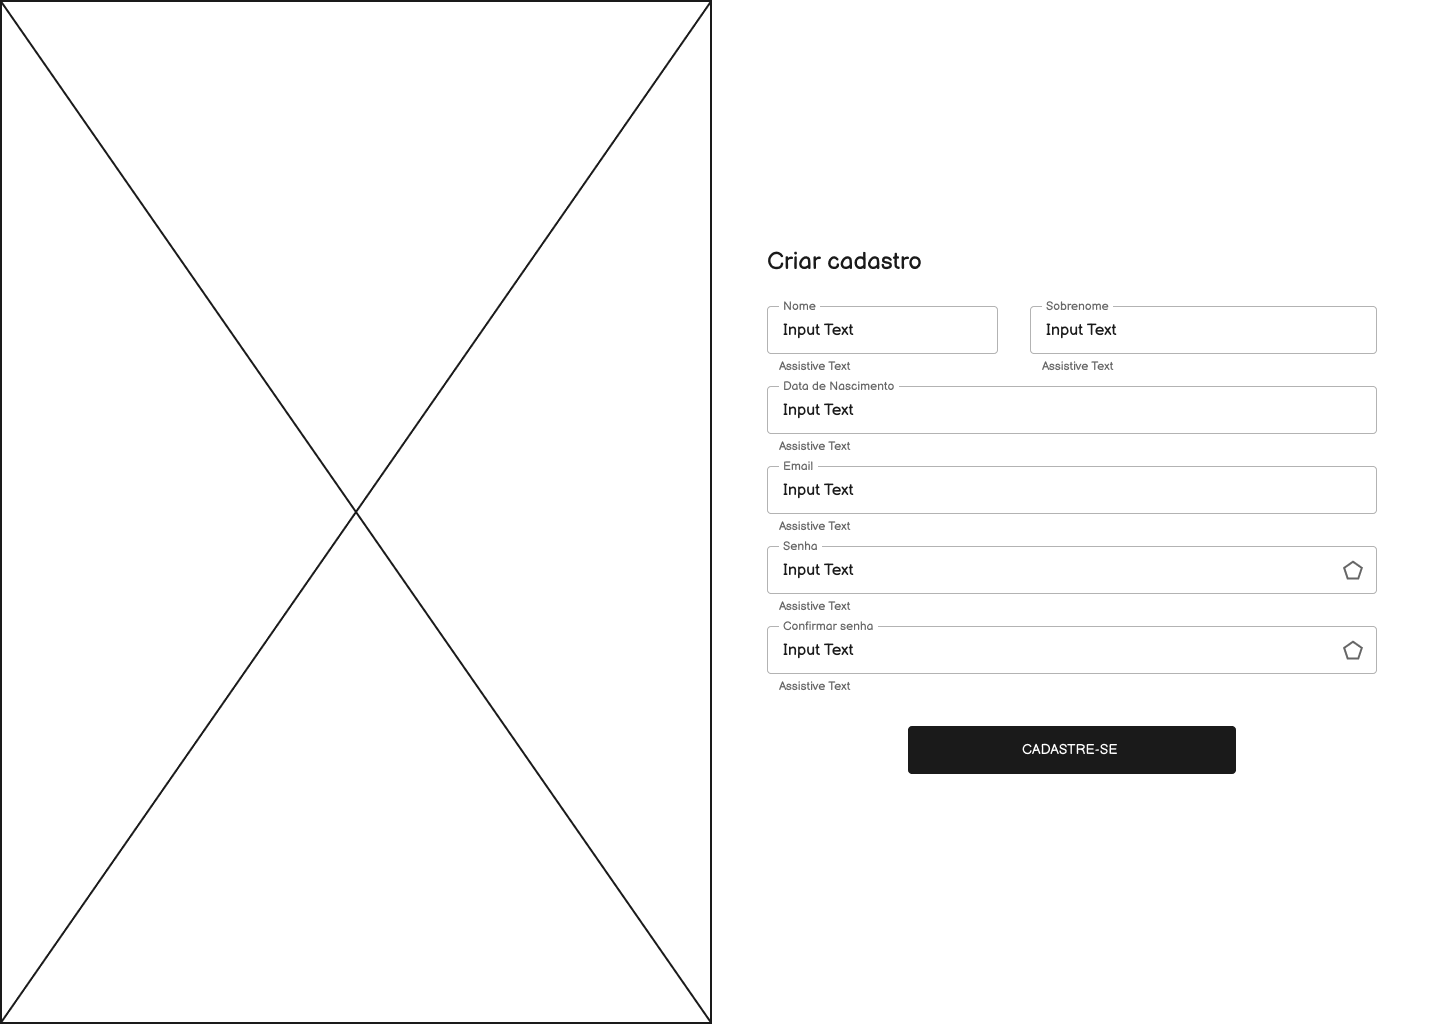 Criar cadastro
Nome
Input Text
Assistive Text
Sobrenome
Input Text
Assistive Text
Data de Nascimento
Input Text
Assistive Text
Email
Input Text
Assistive Text
Senha
Input Text
Assistive Text
Confirmar senha
Input Text
Assistive Text
CADASTRE-SE